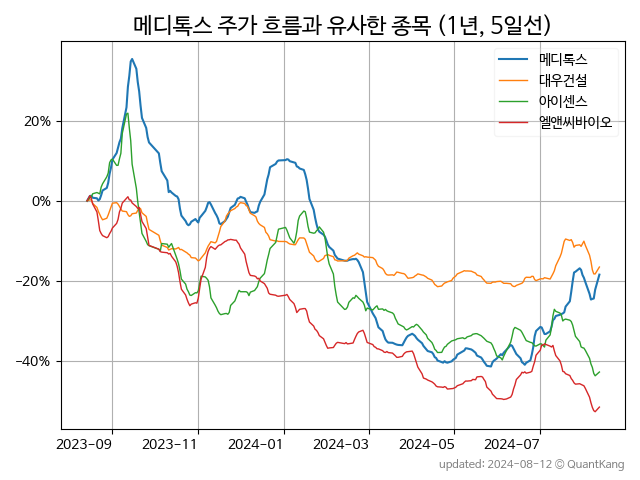 메디톡스 주가 흐름과 유사한 종목 (1년, 5일선)
메디톡스
대우건설
아이센스
엘앤씨바이오
20%
0%
−20%
−40%
2023-09
2023-11
2024-01
2024-03
2024-05
2024-07
updated: 2024-08-12 © QuantKang